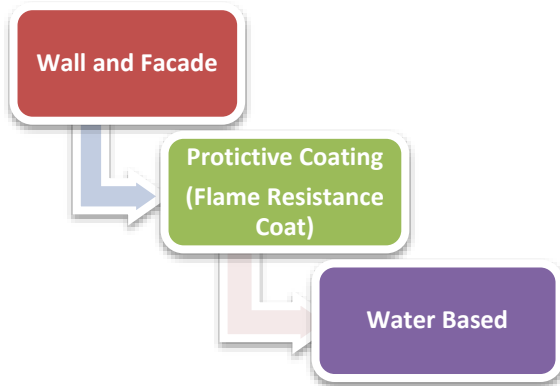 Wall and Facade
Protictive Coating
(Flame Resistance
Coat)
Water Based